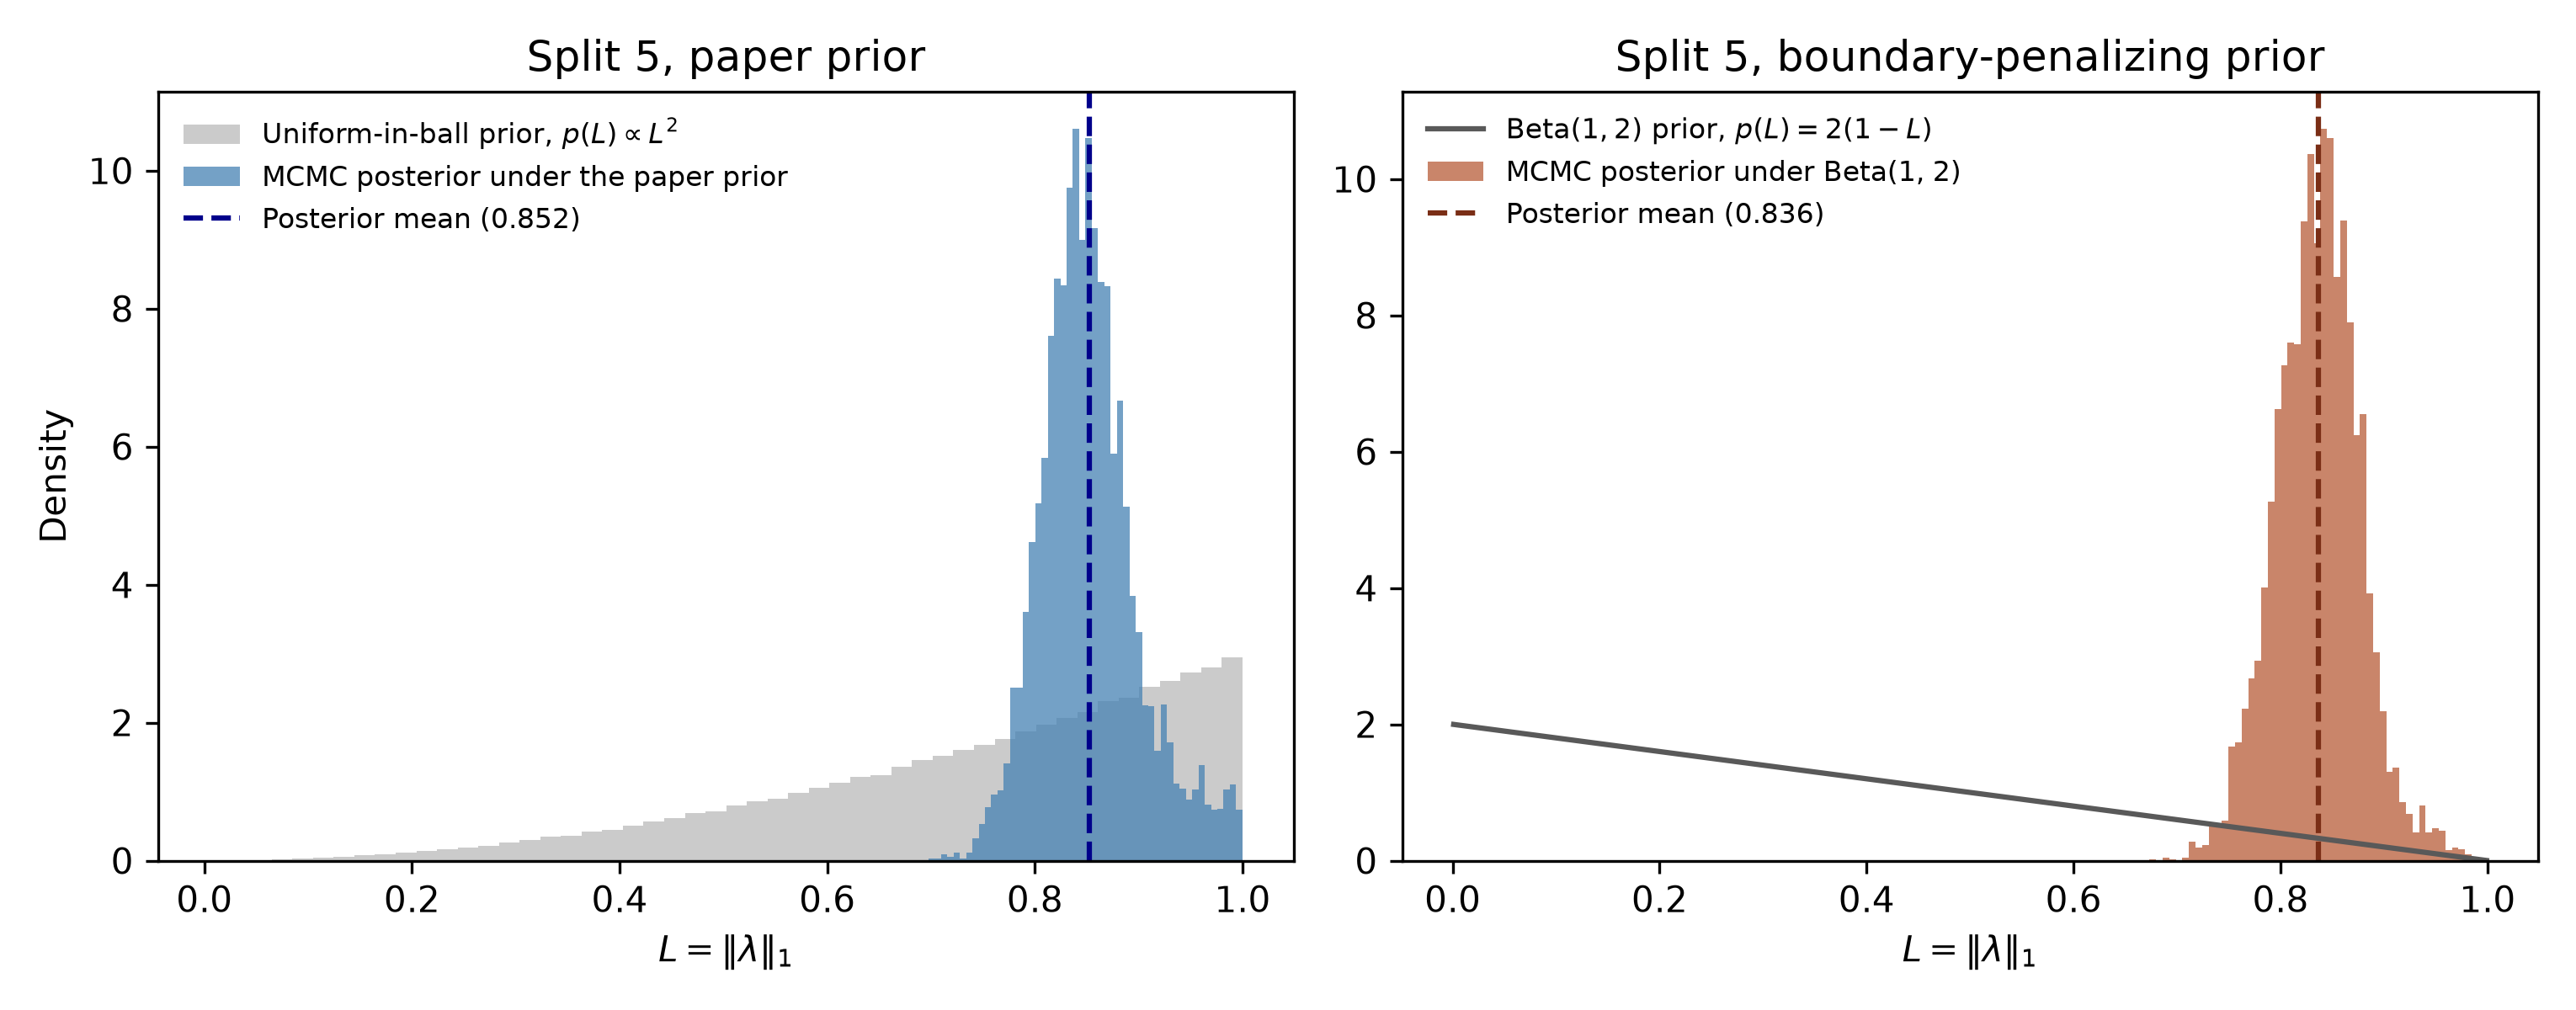 Split 5, paper prior
Uniform-in-ball prior, p(L) ∝ L²
MCMC posterior under the paper prior
Posterior mean (0.852)
Density
10
8
6
4
2
0
0.0 0.2 0.4 0.6 0.8 1.0
L = ‖λ‖₁
Split 5, boundary-penalizing prior
Beta(1, 2) prior, p(L) = 2(1 − L)
MCMC posterior under Beta(1, 2)
Posterior mean (0.836)
10
8
6
4
2
0
0.0 0.2 0.4 0.6 0.8 1.0
L = ‖λ‖₁